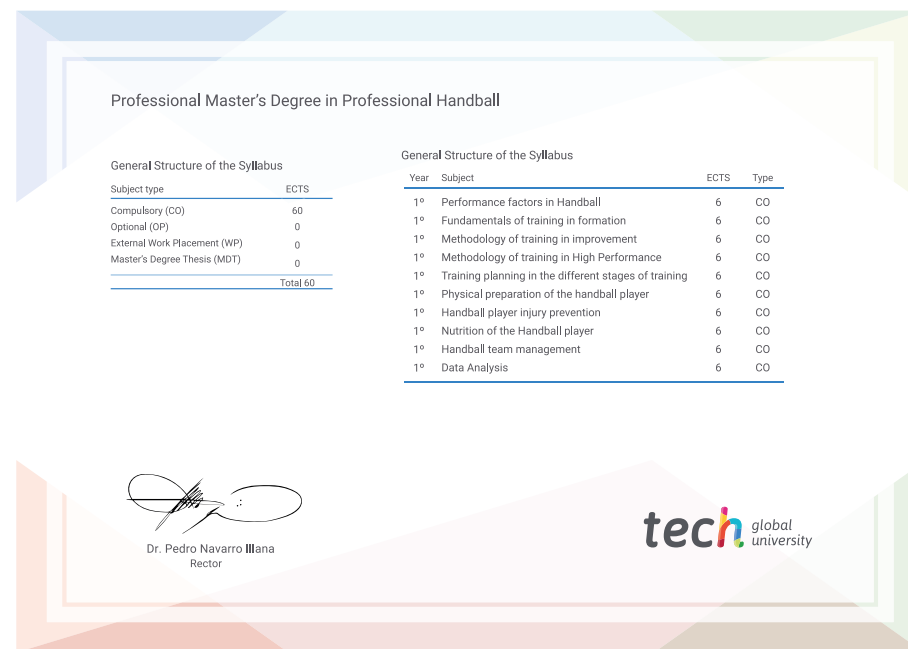 Professional Master's Degree in Professional Handball
General Structure of the Syllabus
Subject type ECTS
Compulsory (CO) 60
Optional (OP) 0
External Work Placement (WP) 0
Master's Degree Thesis (MDT) 0
Total 60
General Structure of the Syllabus
Year Subject ECTS Type
1º Performance factors in Handball 6 CO
1º Fundamentals of training in formation 6 CO
1º Methodology of training in improvement 6 CO
1º Methodology of training in High Performance 6 CO
1º Training planning in the different stages of training 6 CO
1º Physical preparation of the handball player 6 CO
1º Handball player injury prevention 6 CO
1º Nutrition of the Handball player 6 CO
1º Handball team management 6 CO
1º Data Analysis 6 CO
Dr. Pedro Navarro Illana
Rector
tech global
university